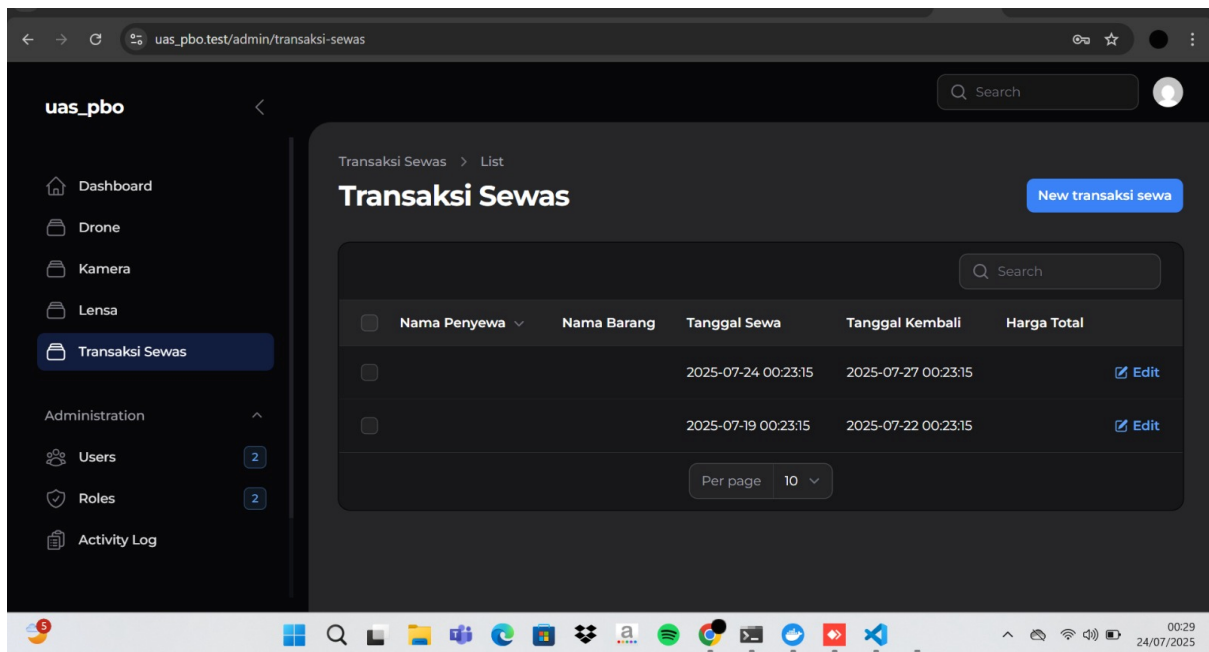 uas_pbo.test/admin/transaksi-sewas
uas_pbo
Search
Dashboard
Drone
Kamera
Lensa
Transaksi Sewas
Administration
Users 2
Roles 2
Activity Log
Transaksi Sewas > List
Transaksi Sewas
New transaksi sewa
Search
Nama Penyewa Nama Barang Tanggal Sewa Tanggal Kembali Harga Total
2025-07-24 00:23:15 2025-07-27 00:23:15 Edit
2025-07-19 00:23:15 2025-07-22 00:23:15 Edit
Per page 10
5
a
00:29
24/07/2025